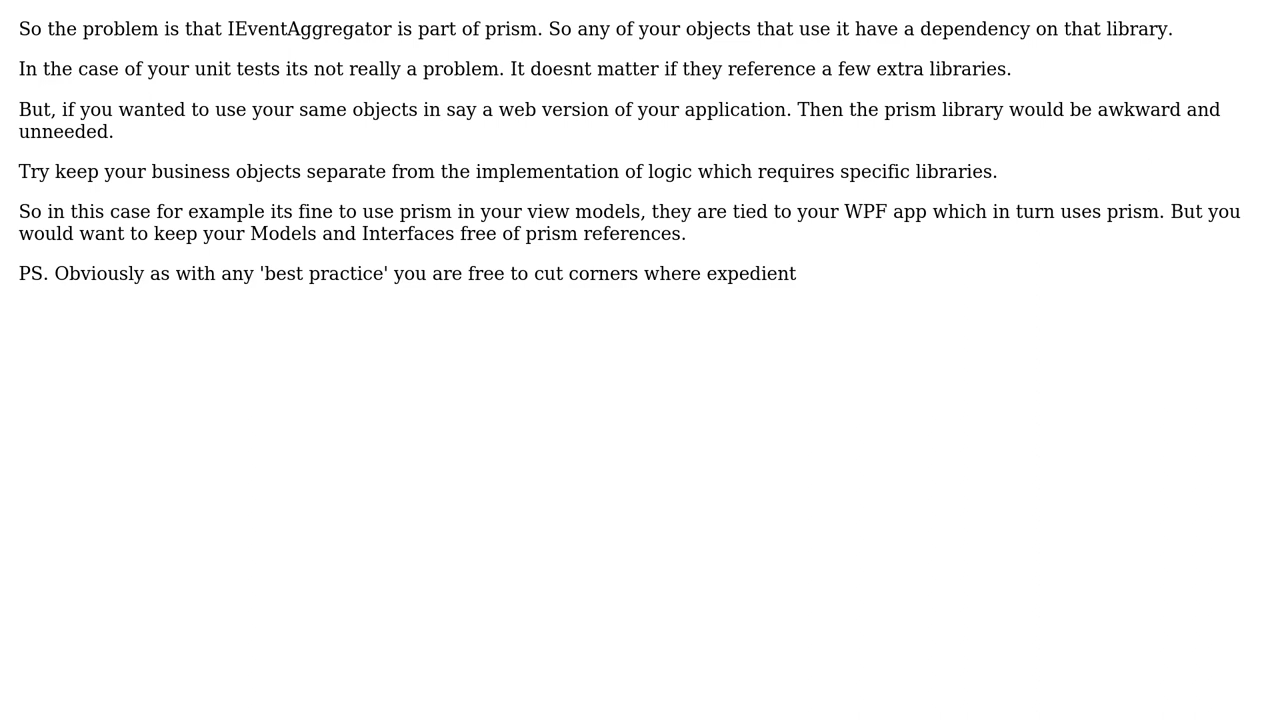 So the problem is that IEventAggregator is part of prism. So any of your objects that use it have a dependency on that library.
In the case of your unit tests its not really a problem. It doesnt matter if they reference a few extra libraries.
But, if you wanted to use your same objects in say a web version of your application. Then the prism library would be awkward and
unneeded.
Try keep your business objects separate from the implementation of logic which requires specific libraries.
So in this case for example its fine to use prism in your view models, they are tied to your WPF app which in turn uses prism. But you
would want to keep your Models and Interfaces free of prism references.
PS. Obviously as with any 'best practice' you are free to cut corners where expedient